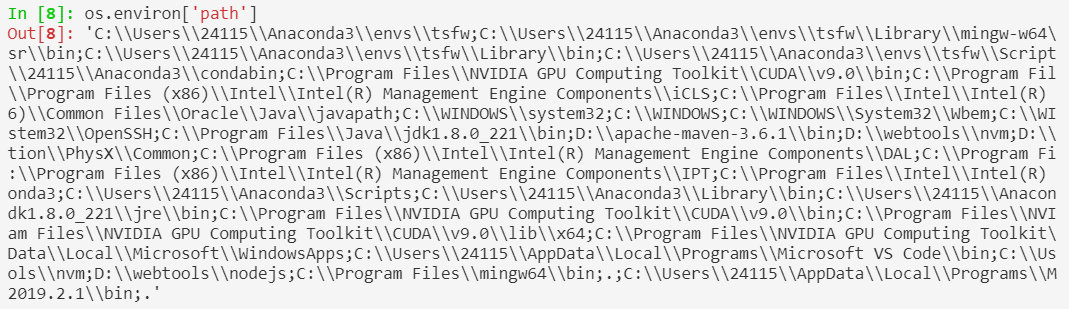 In [8]: os.environ['path']
Out[8]: 'C:\\Users\\24115\\Anaconda3\\envs\\tsfw;C:\\Users\\24115\\Anaconda3\\envs\\tsfw\\Library\\mingw-w64\
sr\\bin;C:\\Users\\24115\\Anaconda3\\envs\\tsfw\\Library\\bin;C:\\Users\\24115\\Anaconda3\\envs\\tsfw\\Script
\\24115\\Anaconda3\\condabin;C:\\Program Files\\NVIDIA GPU Computing Toolkit\\CUDA\\v9.0\\bin;C:\\Program Fil
\\Program Files (x86)\\Intel\\Intel(R) Management Engine Components\\iCLS;C:\\Program Files\\Intel\\Intel(R)
6)\\Common Files\\Oracle\\Java\\javapath;C:\\WINDOWS\\system32;C:\\WINDOWS;C:\\WINDOWS\\System32\\Wbem;C:\\WI
stem32\\OpenSSH;C:\\Program Files\\Java\\jdk1.8.0_221\\bin;D:\\apache-maven-3.6.1\\bin;D:\\webtools\\nvm;D:\\
tion\\PhysX\\Common;C:\\Program Files (x86)\\Intel\\Intel(R) Management Engine Components\\DAL;C:\\Program Fi
:\\Program Files (x86)\\Intel\\Intel(R) Management Engine Components\\IPT;C:\\Program Files\\Intel\\Intel(R)
onda3;C:\\Users\\24115\\Anaconda3\\Scripts;C:\\Users\\24115\\Anaconda3\\Library\\bin;C:\\Users\\24115\\Anacon
dk1.8.0_221\\jre\\bin;C:\\Program Files\\NVIDIA GPU Computing Toolkit\\CUDA\\v9.0\\bin;C:\\Program Files\\NVI
am Files\\NVIDIA GPU Computing Toolkit\\CUDA\\v9.0\\lib\\x64;C:\\Program Files\\NVIDIA GPU Computing Toolkit\
Data\\Local\\Microsoft\\WindowsApps;C:\\Users\\24115\\AppData\\Local\\Programs\\Microsoft VS Code\\bin;C:\\Us
ols\\nvm;D:\\webtools\\nodejs;C:\\Program Files\\mingw64\\bin;.;C:\\Users\\24115\\AppData\\Local\\Programs\\M
2019.2.1\\bin;.'